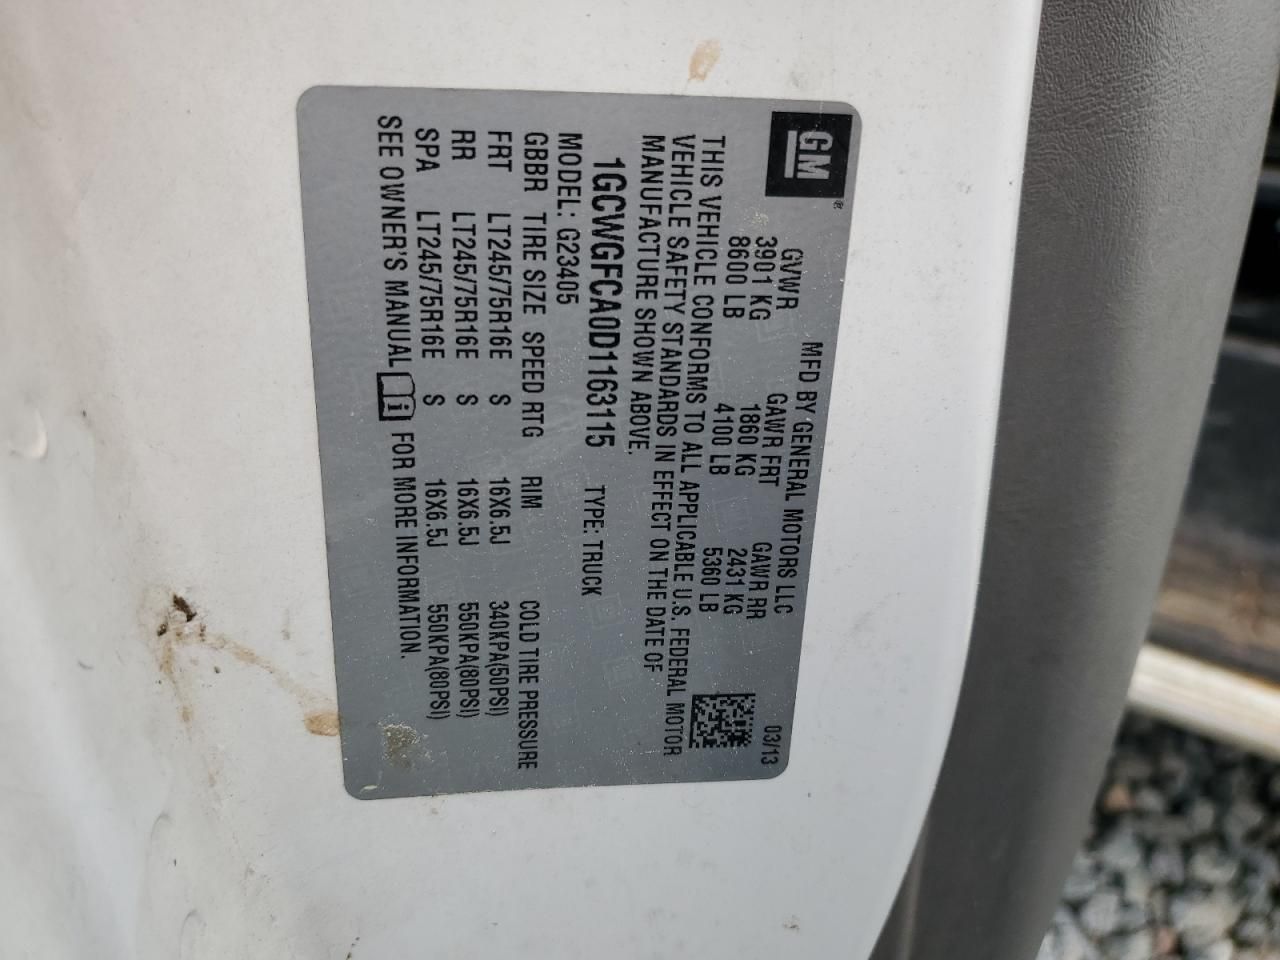 GM®
MFD BY GENERAL MOTORS LLC 03/13
GVWR GAWR FRT GAWR RR
3901 KG 1860 KG 2431 KG
8600 LB 4100 LB 5360 LB
THIS VEHICLE CONFORMS TO ALL APPLICABLE U.S. FEDERAL MOTOR
VEHICLE SAFETY STANDARDS IN EFFECT ON THE DATE OF
MANUFACTURE SHOWN ABOVE.
1GCWGFCA0D1163115 TYPE: TRUCK
MODEL: G23405
GBBR TIRE SIZE SPEED RTG RIM COLD TIRE PRESSURE
FRT LT245/75R16E S 16X6.5J 340KPA(50PSI)
RR LT245/75R16E S 16X6.5J 550KPA(80PSI)
SPA LT245/75R16E S 16X6.5J 550KPA(80PSI)
SEE OWNER'S MANUAL i FOR MORE INFORMATION.